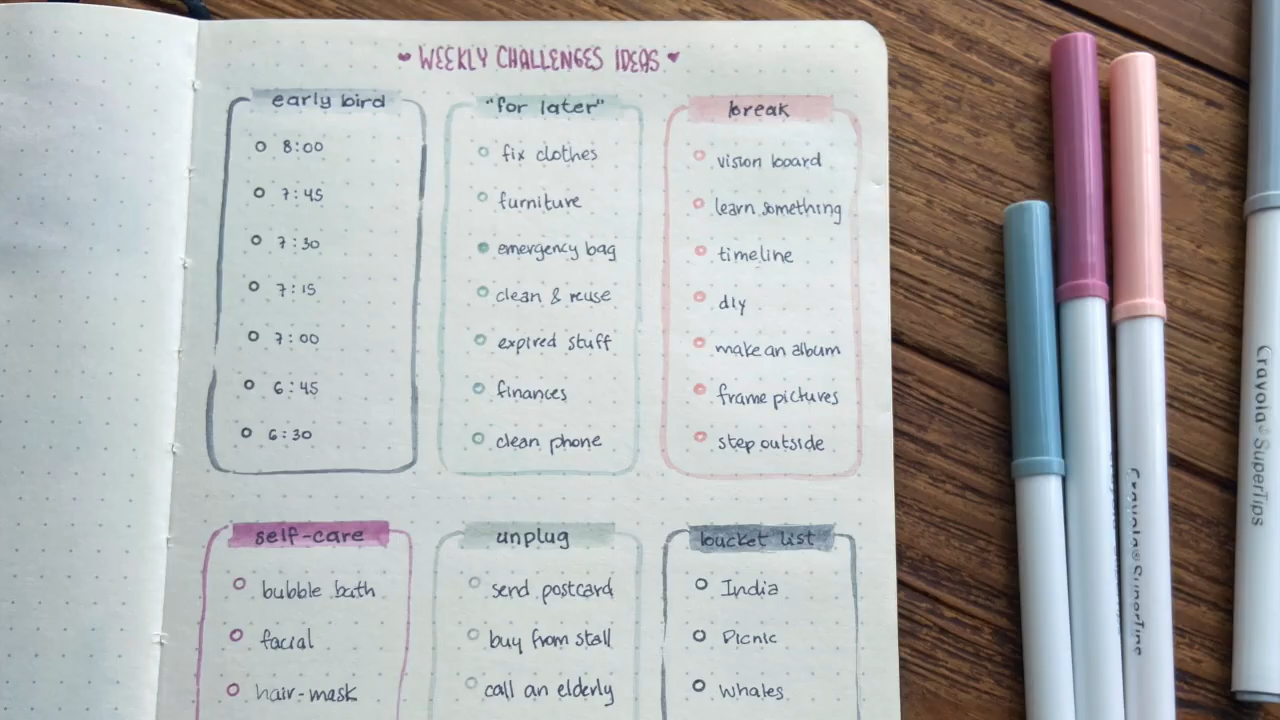 WEEKLY CHALLENGES IDEAS
early bird
8:00
7:45
7:30
7:15
7:00
6:45
6:30
"for later"
fix clothes
furniture
emergency bag
clean & reuse
expired stuff
finances
clean phone
break
vision board
learn something
timeline
diy
make an album
frame pictures
step outside
self-care
bubble bath
facial
hair-mask
unplug
send postcard
buy from stall
call an elderly
bucket list
India
Picnic
Whales
Crayola SuperTips
Crayola SuperTips